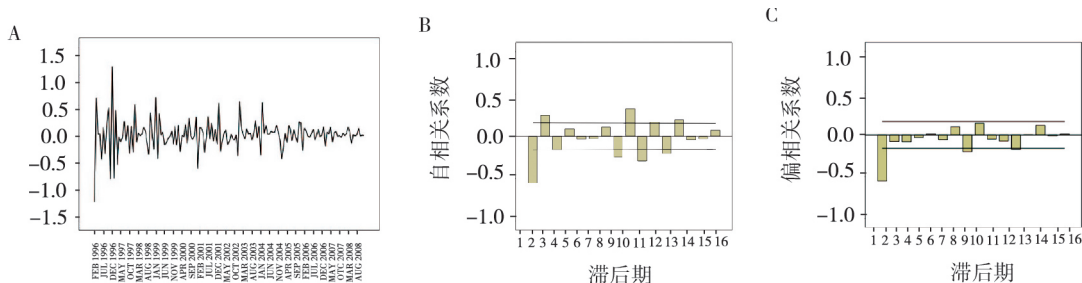 A
1.5
1.0
0.5
0.0
-0.5
-1.0
-1.5
FEB 1996
JUL 1996
DEC 1996
MAY 1997
OCT 1997
MAR 1998
AUG 1998
JAN 1999
JUN 1999
NOV 1999
APR 2000
SEP 2000
FEB 2001
JUL 2001
DEC 2001
MAY 2002
OCT 2002
MAR 2003
AUG 2003
JAN 2004
JUN 2004
NOV 2004
APR 2005
SEP 2005
FEB 2006
JUL 2006
DEC 2006
MAY 2007
OTC 2007
MAR 2008
AUG 2008
B
自相关系数
1.0
0.5
0
-0.5
-1.0
1 2 3 4 5 6 7 8 9 10 11 12 13 14 15 16
滞后期
C
偏相关系数
1.0
0.5
0
-0.5
-1.0
1 2 3 4 5 6 7 8 9 10 11 12 13 14 15 16
滞后期